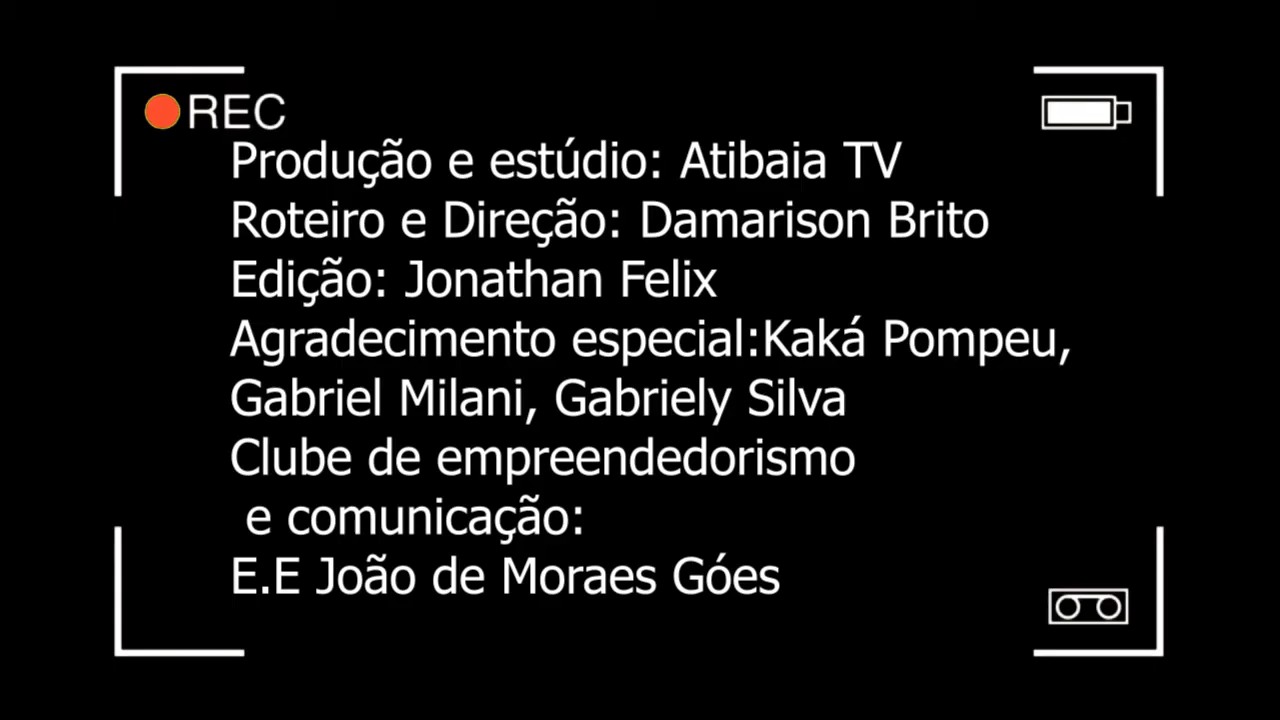 REC
Produção e estúdio: Atibaia TV
Roteiro e Direção: Damarison Brito
Edição: Jonathan Felix
Agradecimento especial:Kaká Pompeu,
Gabriel Milani, Gabriely Silva
Clube de empreendedorismo
e comunicação:
E.E João de Moraes Góes